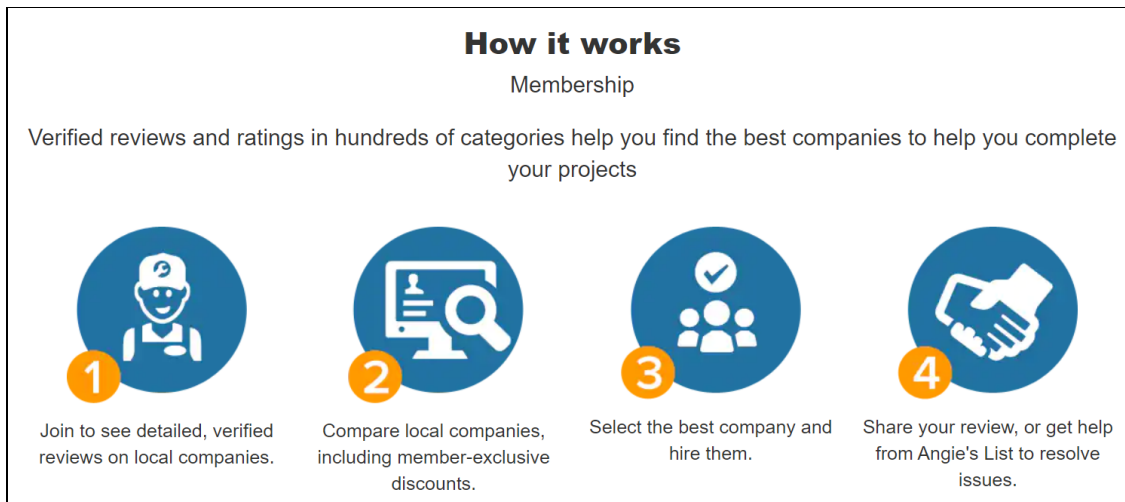 How it works
Membership
Verified reviews and ratings in hundreds of categories help you find the best companies to help you complete
your projects
1
Join to see detailed, verified
reviews on local companies.
2
Compare local companies,
including member-exclusive
discounts.
3
Select the best company and
hire them.
4
Share your review, or get help
from Angie's List to resolve
issues.